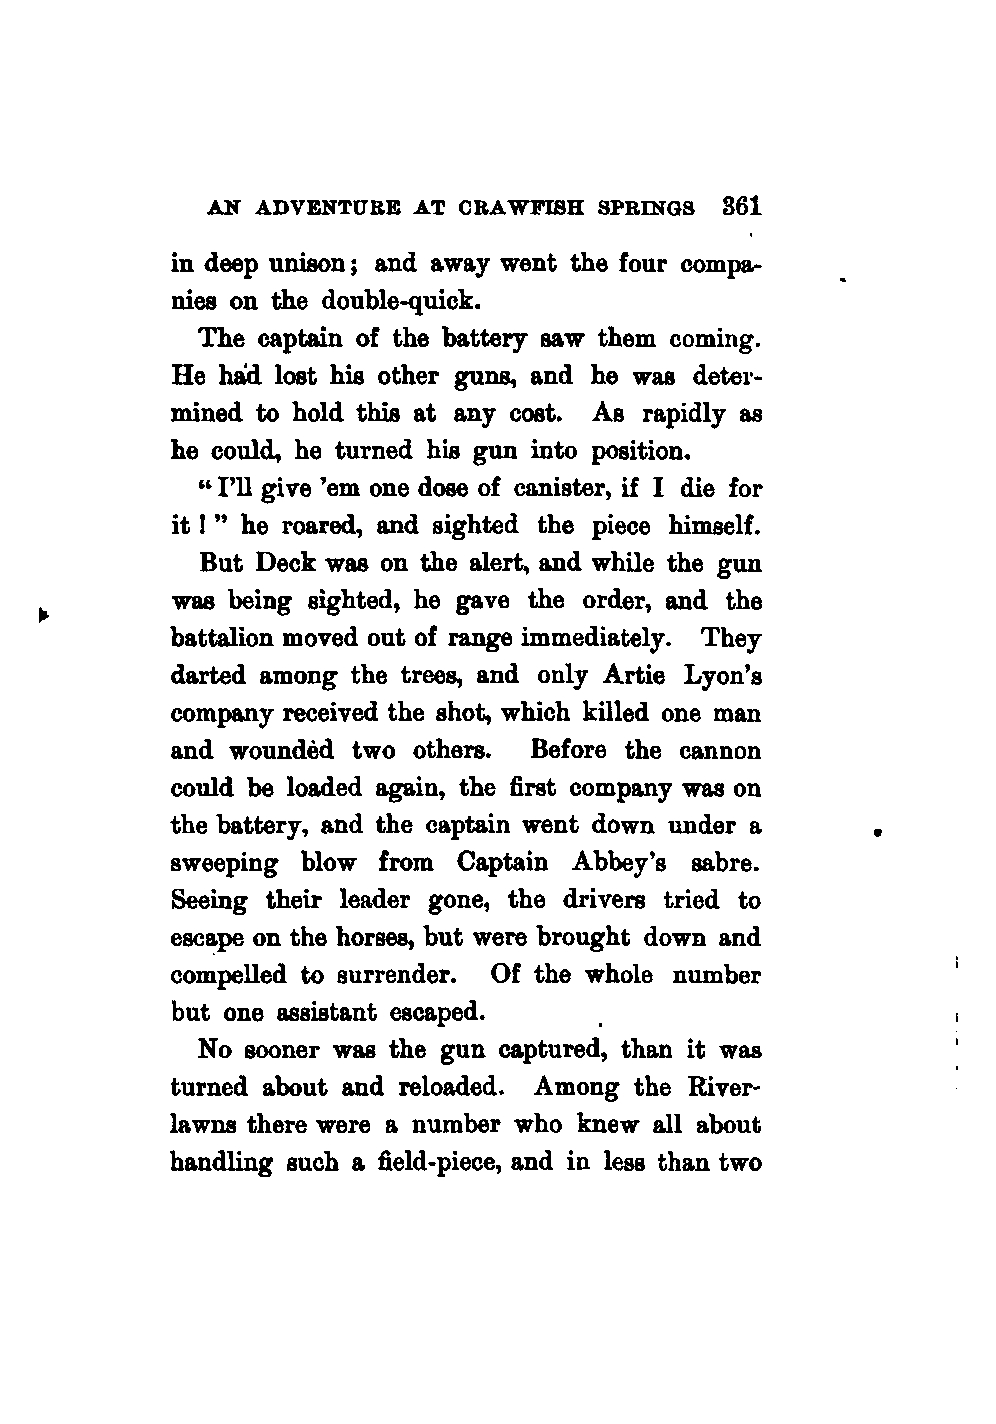 AN ADVENTURE AT CRAWFISH SPRINGS 361
in deep unison; and away went the four compa-
nies on the double-quick.
The captain of the battery saw them coming.
He had lost his other guns, and he was deter-
mined to hold this at any cost. As rapidly as
he could, he turned his gun into position.
“I’ll give ’em one dose of canister, if I die for
it!” he roared, and sighted the piece himself.
But Deck was on the alert, and while the gun
was being sighted, he gave the order, and the
battalion moved out of range immediately. They
darted among the trees, and only Artie Lyon’s
company received the shot, which killed one man
and wounded two others. Before the cannon
could be loaded again, the first company was on
the battery, and the captain went down under a
sweeping blow from Captain Abbey’s sabre.
Seeing their leader gone, the drivers tried to
escape on the horses, but were brought down and
compelled to surrender. Of the whole number
but one assistant escaped.
No sooner was the gun captured, than it was
turned about and reloaded. Among the River-
lawns there were a number who knew all about
handling such a field-piece, and in less than two